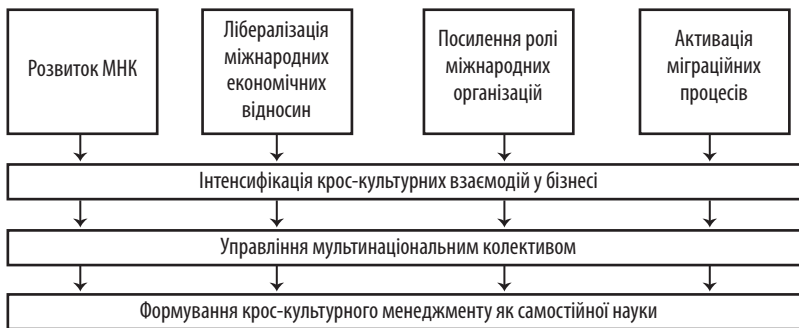 Розвиток МНК
Лібералізація
міжнародних
економічних
відносин
Посилення ролі
міжнародних
організацій
Активація
міграційних
процесів
Інтенсифікація крос-культурних взаємодій у бізнесі
Управління мультинаціональним колективом
Формування крос-культурного менеджменту як самостійної науки